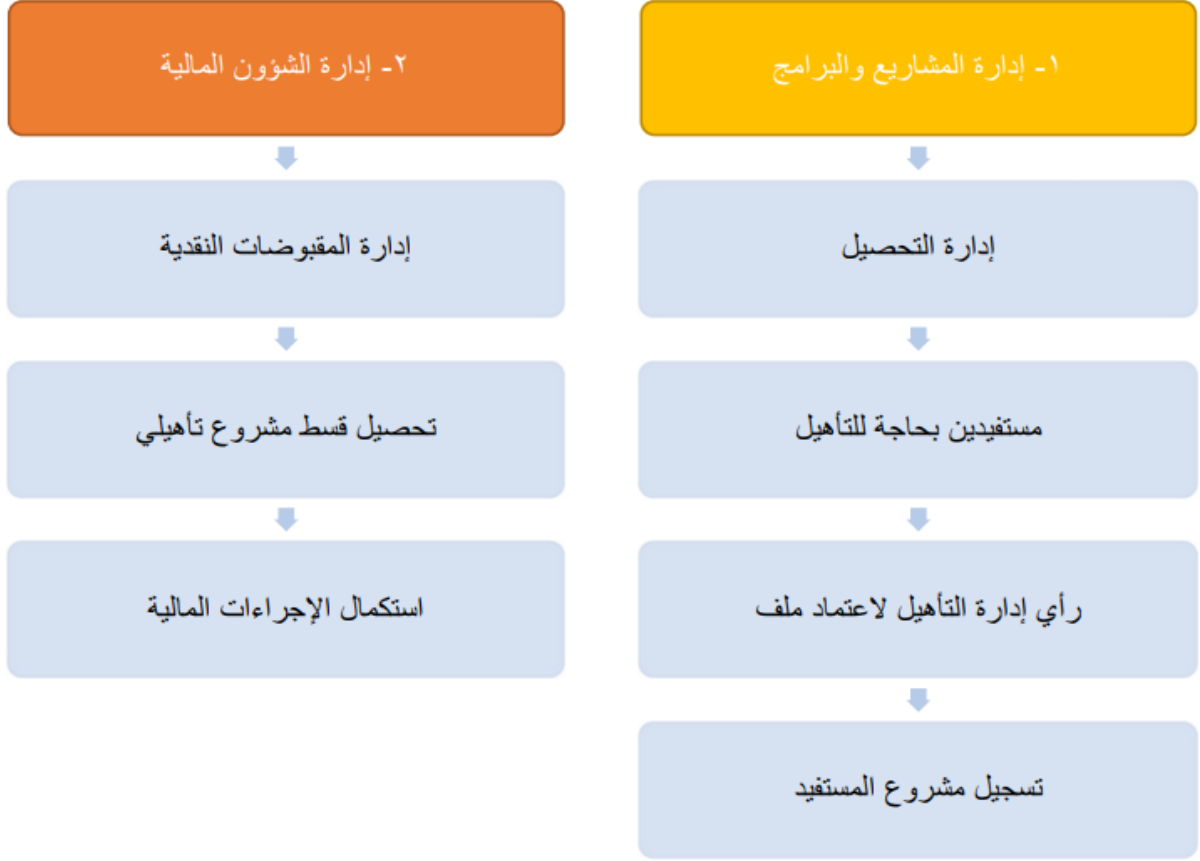 ١- إدارة المشاريع والبرامج
إدارة التحصيل
مستفيدين بحاجة للتأهيل
رأي إدارة التأهيل لاعتماد ملف
تسجيل مشروع المستفيد
٢- إدارة الشؤون المالية
إدارة المقبوضات النقدية
تحصيل قسط مشروع تأهيلي
استكمال الإجراءات المالية